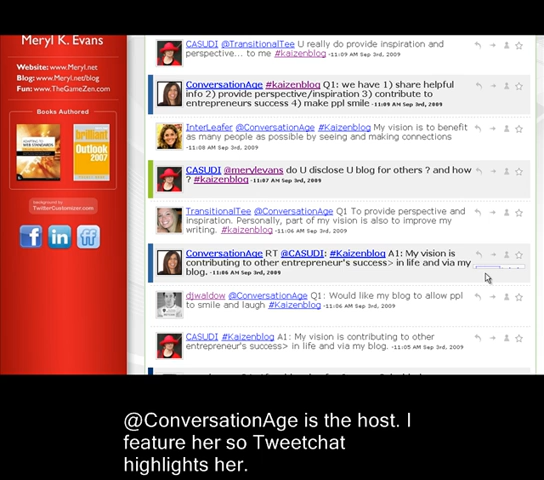 Meryl K. Evans
Website: www.Meryl.net
Blog: www.Meryl.net/blog
Fun: www.TheGameZen.com
Books Authored
ADAPTING TO
WEB STANDARDS
brilliant
Outlook
2007
background by
TwitterCustomizer.com
CASUDI @TransitionalTee U really do provide inspiration and
perspective... to me #kaizenblog -11:09 AM Sep 3rd, 2009
ConversationAge #kaizenblog Q1: we have 1) share helpful
info 2) provide perspective/inspiration 3) contribute to
entrepreneurs success 4) make ppl smile -11:09 AM Sep 3rd, 2009
InterLeafer @ConversationAge #Kaizenblog My vision is to benefit
as many people as possible by seeing and making connections
-11:08 AM Sep 3rd, 2009
CASUDI @merylevans do U disclose U blog for others ? and how
? #kaizenblog -11:07 AM Sep 3rd, 2009
TransitionalTee @ConversationAge Q1 To provide perspective and
inspiration. Personally, part of my vision is also to improve my
writing. #kaizenblog -11:06 AM Sep 3rd, 2009
ConversationAge RT @CASUDI: #Kaizenblog A1: My vision is
contributing to other entrepreneur's success> in life and via my
blog. -11:06 AM Sep 3rd, 2009
djwaldow @ConversationAge Q1: Would like my blog to allow ppl
to smile and laugh #Kaizenblog -11:06 AM Sep 3rd, 2009
CASUDI #Kaizenblog A1: My vision is contributing to other
entrepreneur's success> in life and via my blog. -11:05 AM Sep 3rd, 2009
@ConversationAge is the host. I
feature her so Tweetchat
highlights her.